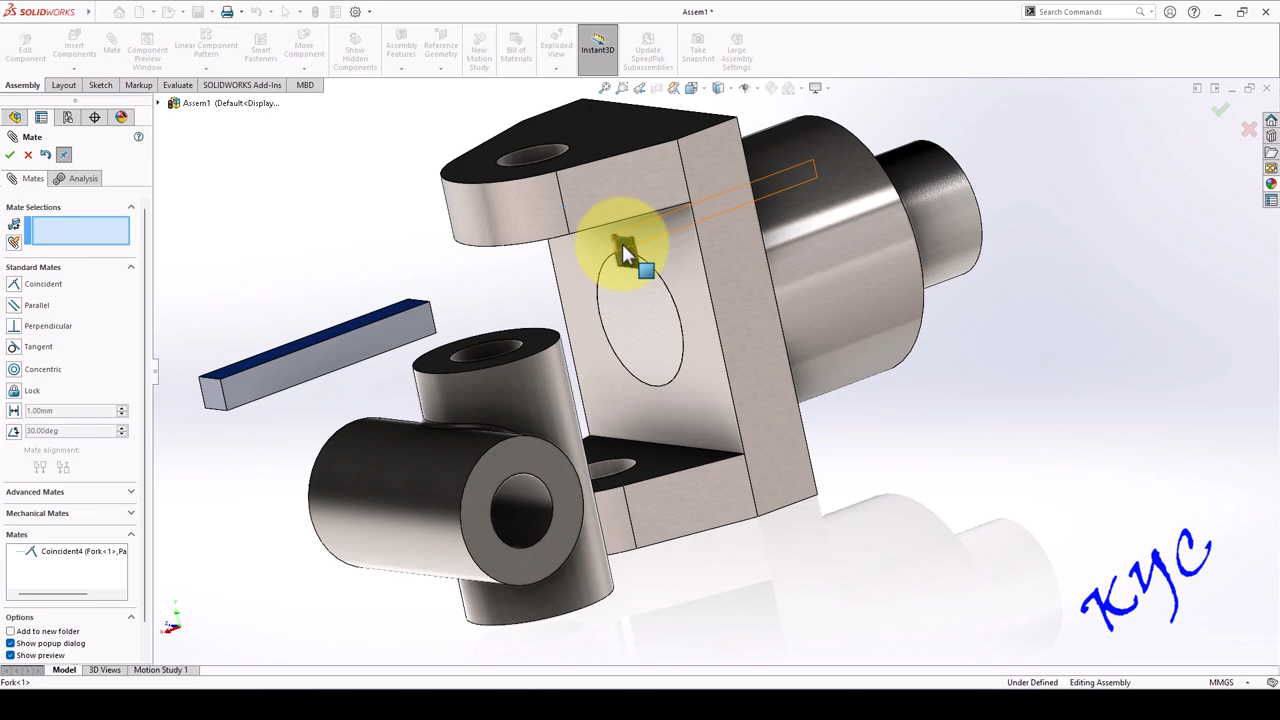 SOLIDWORKS
Assem1 *
Search Commands
Edit Component
Insert Components
Mate
Component Preview Window
Linear Component Pattern
Smart Fasteners
Move Component
Show Hidden Components
Assembly Features
Reference Geometry
New Motion Study
Bill of Materials
Exploded View
Instant3D
Update SpeedPak Subassemblies
Take Snapshot
Large Assembly Settings
Assembly Layout Sketch Markup Evaluate SOLIDWORKS Add-Ins MBD
Assem1 (Default<Display...
Mate
Mates Analysis
Mate Selections
Standard Mates
Coincident
Parallel
Perpendicular
Tangent
Concentric
Lock
1.00mm
30.00deg
Mate alignment:
Advanced Mates
Mechanical Mates
Mates
Coincident4 (Fork<1>,Pa
Options
Add to new folder
Show popup dialog
Show preview
KYC
Model 3D Views Motion Study 1
Fork<1> Under Defined Editing Assembly MMGS